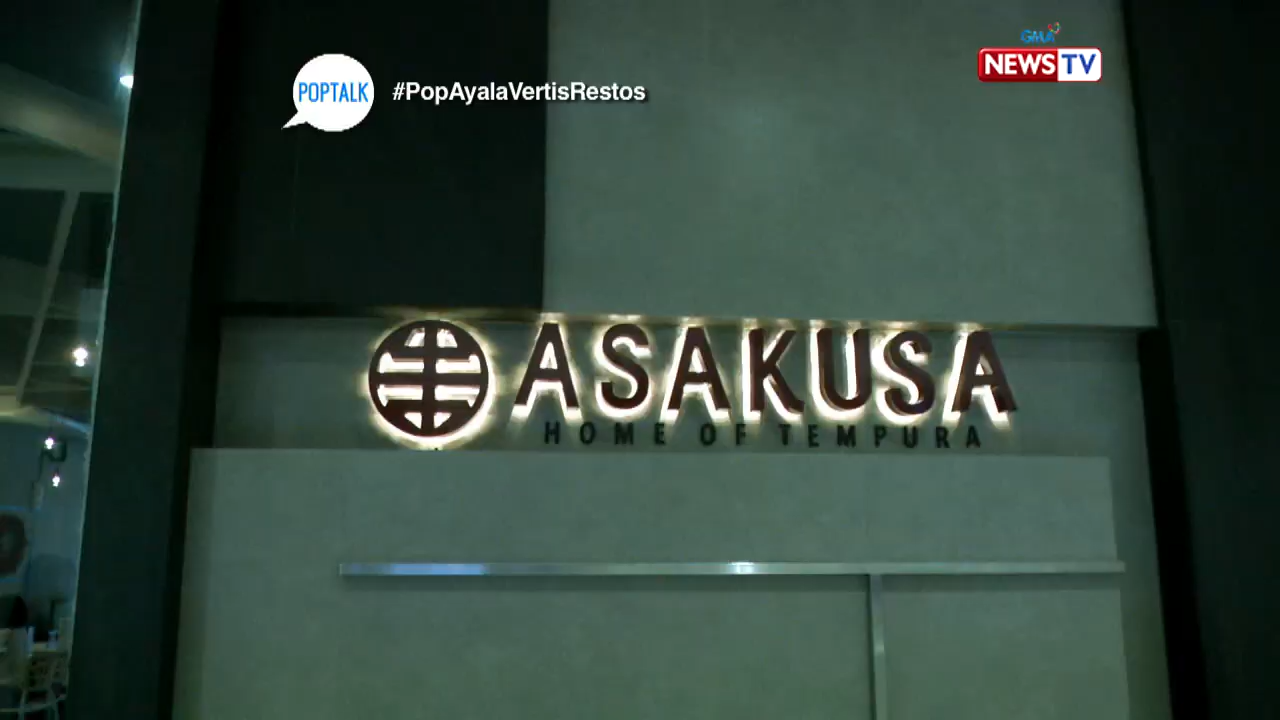 POPTALK #PopAyalaVertisRestos
GMA
NEWS TV
ASAKUSA
HOME OF TEMPURA